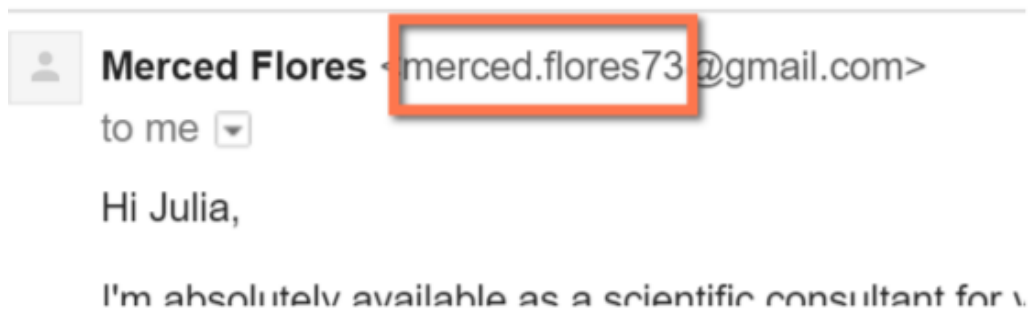 Merced Flores <merced.flores73@gmail.com>
to me
Hi Julia,
I'm absolutely available as a scientific consultant for